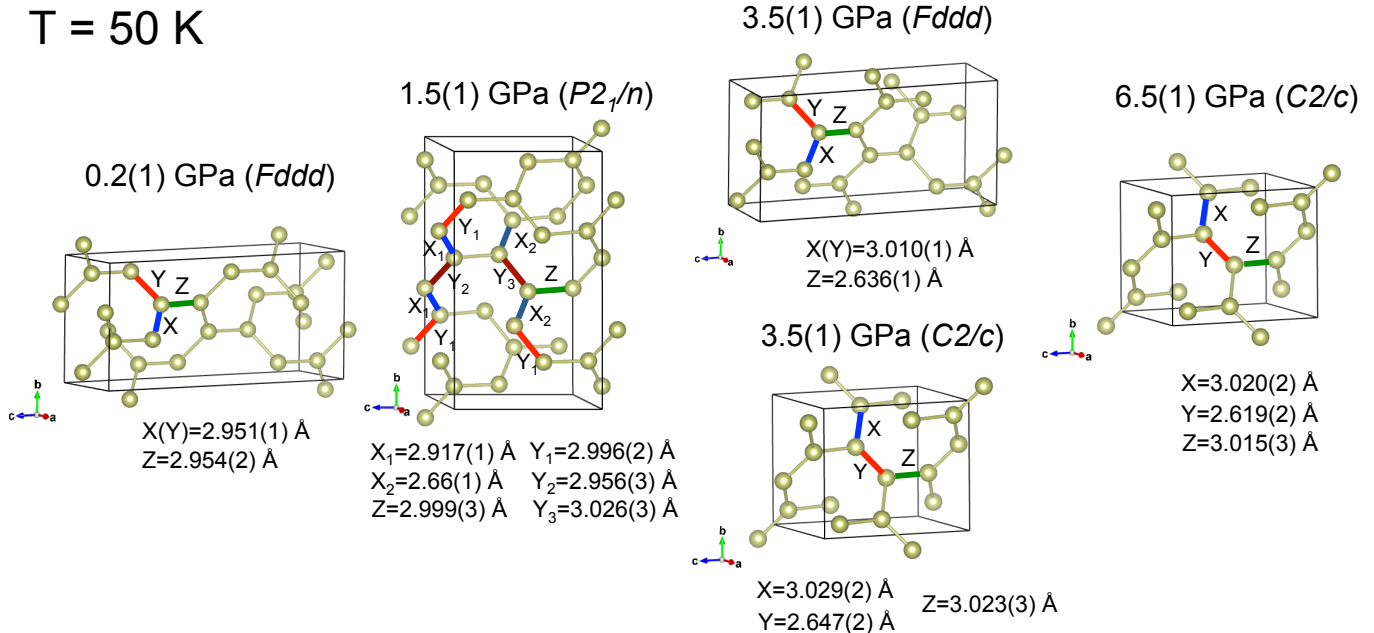 T = 50 K
0.2(1) GPa (Fddd)
Y
Z
X
b
c
a
X(Y)=2.951(1) Å
Z=2.954(2) Å
1.5(1) GPa (P2₁/n)
Y₁
X₂
X₁
Y₂
Y₃
Z
X₁
X₂
Y₁
Y₁
b
c
a
X₁=2.917(1) Å Y₁=2.996(2) Å
X₂=2.66(1) Å Y₂=2.956(3) Å
Z=2.999(3) Å Y₃=3.026(3) Å
3.5(1) GPa (Fddd)
Y
Z
X
b
c
a
X(Y)=3.010(1) Å
Z=2.636(1) Å
3.5(1) GPa (C2/c)
X
Y
Z
b
c
a
X=3.029(2) Å
Y=2.647(2) Å
Z=3.023(3) Å
6.5(1) GPa (C2/c)
X
Y
Z
b
c
a
X=3.020(2) Å
Y=2.619(2) Å
Z=3.015(3) Å